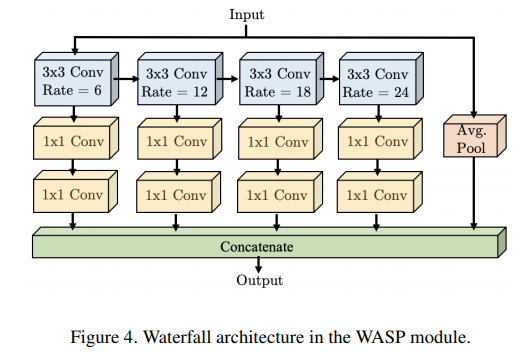 Input
3x3 Conv
Rate = 6
3x3 Conv
Rate = 12
3x3 Conv
Rate = 18
3x3 Conv
Rate = 24
1x1 Conv
1x1 Conv
1x1 Conv
1x1 Conv
Avg.
Pool
1x1 Conv
1x1 Conv
1x1 Conv
1x1 Conv
Concatenate
Output
Figure 4. Waterfall architecture in the WASP module.